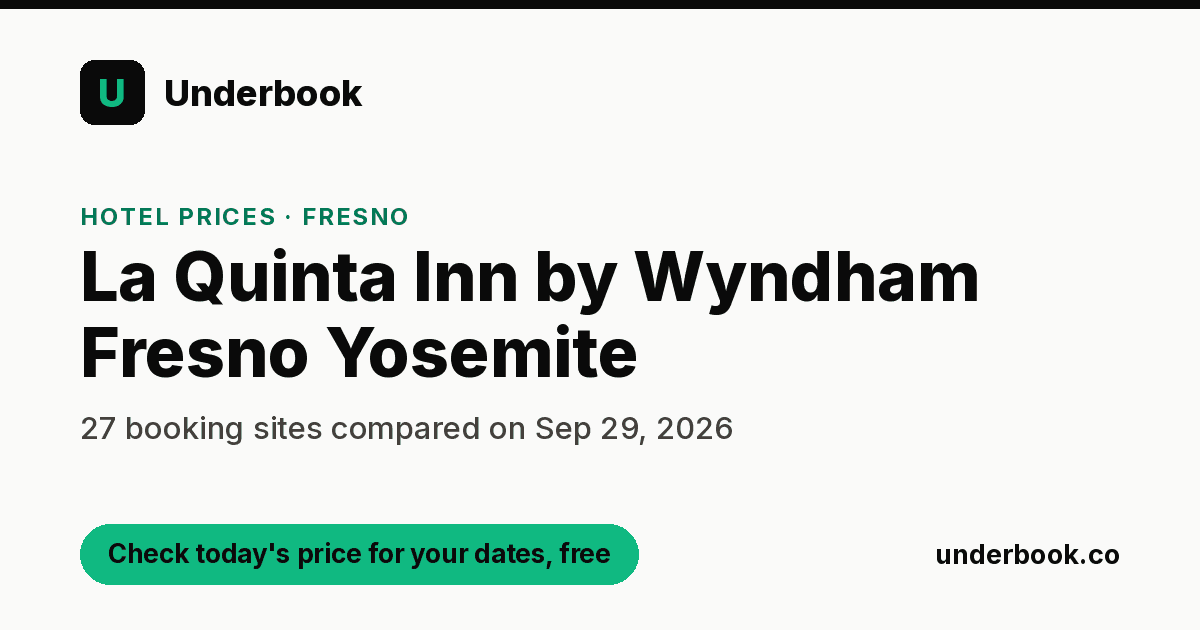 U Underbook
HOTEL PRICES · FRESNO
La Quinta Inn by Wyndham
Fresno Yosemite
27 booking sites compared on Sep 29, 2026
Check today's price for your dates, free
underbook.co